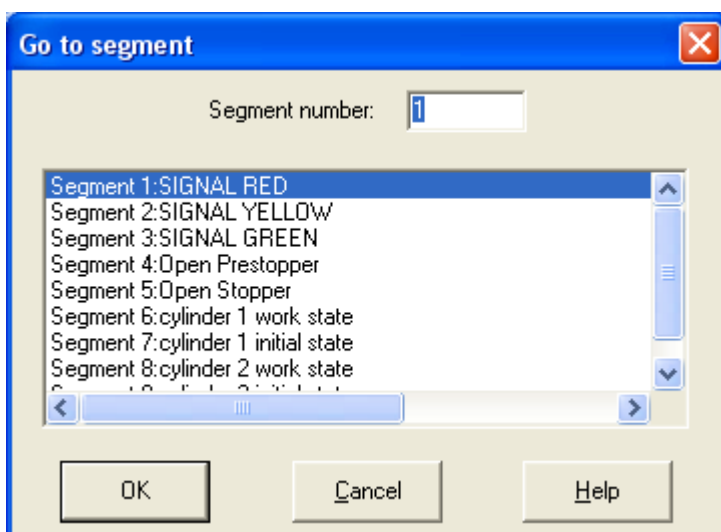 Go to segment
Segment number: 1
Segment 1:SIGNAL RED
Segment 2:SIGNAL YELLOW
Segment 3:SIGNAL GREEN
Segment 4:Open Prestopper
Segment 5:Open Stopper
Segment 6:cylinder 1 work state
Segment 7:cylinder 1 initial state
Segment 8:cylinder 2 work state
OK Cancel Help